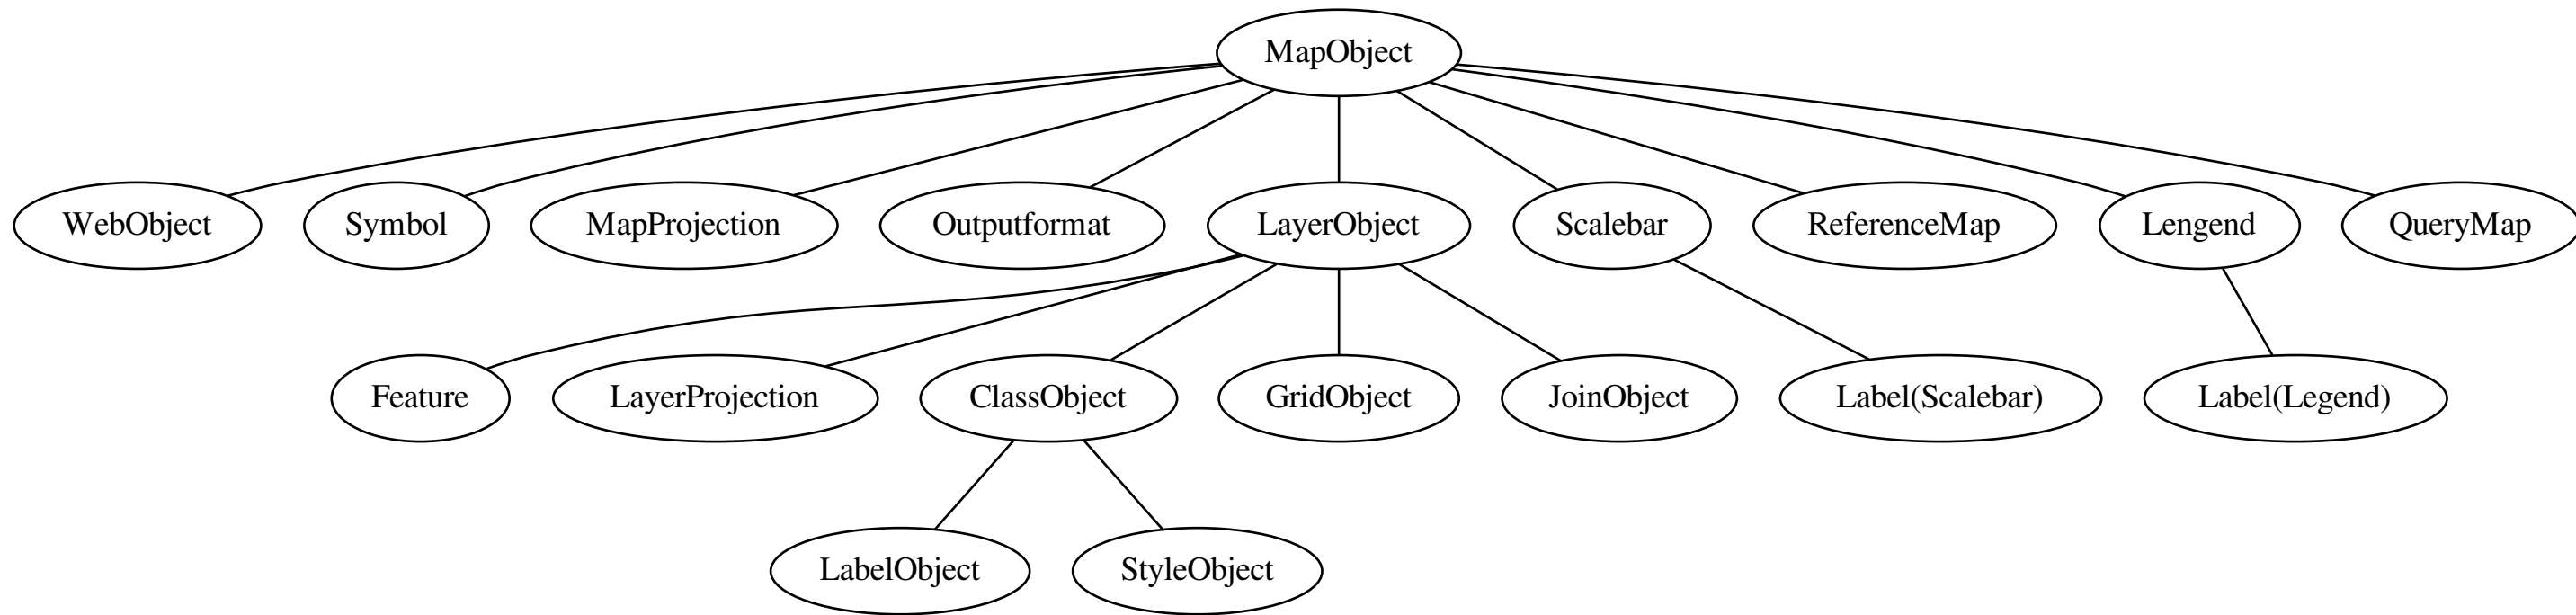 MapObject
WebObject
Symbol
MapProjection
Outputformat
LayerObject
Scalebar
ReferenceMap
Lengend
QueryMap
Feature
LayerProjection
ClassObject
GridObject
JoinObject
Label(Scalebar)
Label(Legend)
LabelObject
StyleObject